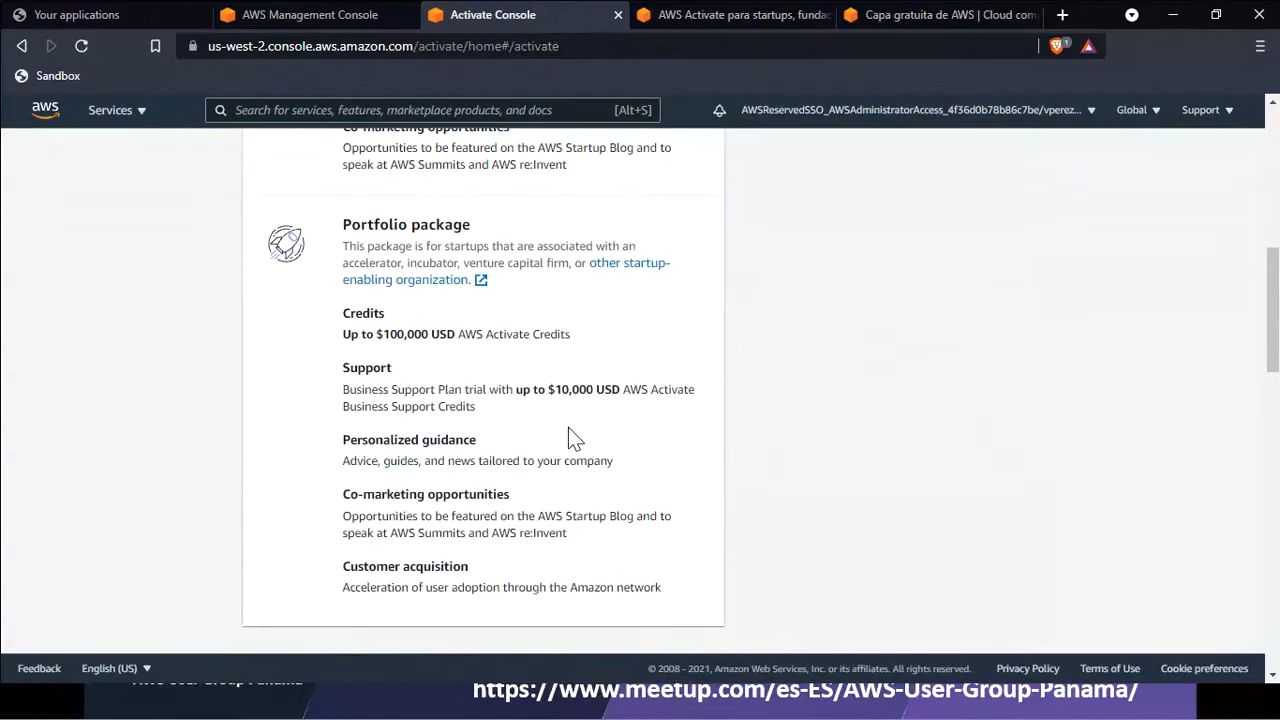 Your applications
AWS Management Console
Activate Console
AWS Activate para startups, fundac
Capa gratuita de AWS | Cloud com
us-west-2.console.aws.amazon.com/activate/home#/activate
1
Sandbox
aws
Services
Search for services, features, marketplace products, and docs
[Alt+S]
AWSReservedSSO_AWSAdministratorAccess_4f36d0b78b86c7be/vperez...
Global
Support
Co-marketing opportunities
Opportunities to be featured on the AWS Startup Blog and to
speak at AWS Summits and AWS re:Invent
Portfolio package
This package is for startups that are associated with an
accelerator, incubator, venture capital firm, or other startup-
enabling organization.
Credits
Up to $100,000 USD AWS Activate Credits
Support
Business Support Plan trial with up to $10,000 USD AWS Activate
Business Support Credits
Personalized guidance
Advice, guides, and news tailored to your company
Co-marketing opportunities
Opportunities to be featured on the AWS Startup Blog and to
speak at AWS Summits and AWS re:Invent
Customer acquisition
Acceleration of user adoption through the Amazon network
Feedback
English (US)
© 2008 - 2021, Amazon Web Services, Inc. or its affiliates. All rights reserved.
Privacy Policy
Terms of Use
Cookie preferences
AWS User Group Panama
https://www.meetup.com/es-ES/AWS-User-Group-Panama/